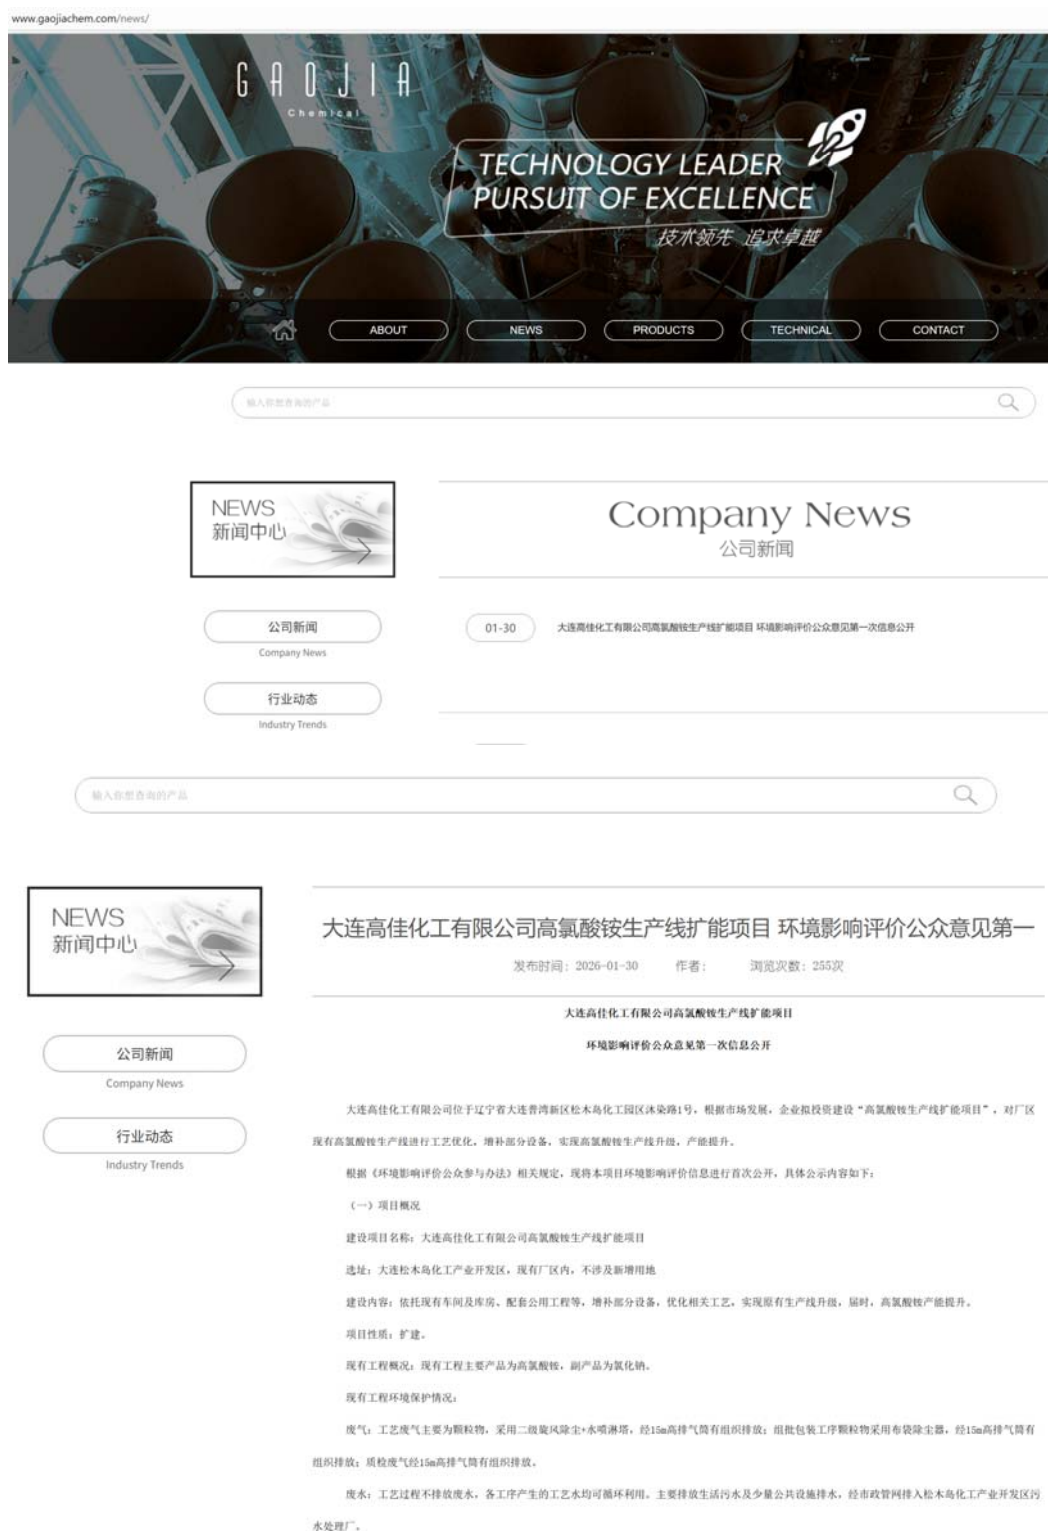 www.gaojiachem.com/news/
GAOJIA
Chemical
TECHNOLOGY LEADER
PURSUIT OF EXCELLENCE
技术领先 追求卓越
ABOUT
NEWS
PRODUCTS
TECHNICAL
CONTACT
输入你想查询的产品
NEWS
新闻中心
Company News
公司新闻
公司新闻
Company News
01-30
大连高佳化工有限公司高氯酸铵生产线扩能项目 环境影响评价公众意见第一次信息公开
行业动态
Industry Trends
输入你想查询的产品
NEWS
新闻中心
大连高佳化工有限公司高氯酸铵生产线扩能项目 环境影响评价公众意见第一
发布时间：2026-01-30 作者： 浏览次数：255次
大连高佳化工有限公司高氯酸铵生产线扩能项目
环境影响评价公众意见第一次信息公开
公司新闻
Company News
行业动态
Industry Trends
大连高佳化工有限公司位于辽宁省大连普湾新区松木岛化工园区沐染路1号，根据市场发展，企业拟投资建设“高氯酸铵生产线扩能项目”，对厂区
现有高氯酸铵生产线进行工艺优化，增补部分设备，实现高氯酸铵生产线升级，产能提升。
根据《环境影响评价公众参与办法》相关规定，现将本项目环境影响评价信息进行首次公开，具体公示内容如下：
（一）项目概况
建设项目名称：大连高佳化工有限公司高氯酸铵生产线扩能项目
选址：大连松木岛化工产业开发区，现有厂区内，不涉及新增用地
建设内容：依托现有车间及库房、配套公用工程等，增补部分设备，优化相关工艺，实现原有生产线升级，届时，高氯酸铵产能提升。
项目性质：扩建。
现有工程概况：现有工程主要产品为高氯酸铵，副产品为氯化钠。
现有工程环境保护情况：
废气：工艺废气主要为颗粒物，采用二级旋风除尘+水喷淋塔，经15m高排气筒有组织排放；组批包装工序颗粒物采用布袋除尘器，经15m高排气筒有
组织排放；质检废气经15m高排气筒有组织排放。
废水：工艺过程不排放废水，各工序产生的工艺水均可循环利用。主要排放生活污水及少量公共设施排水，经市政管网排入松木岛化工产业开发区污
水处理厂。